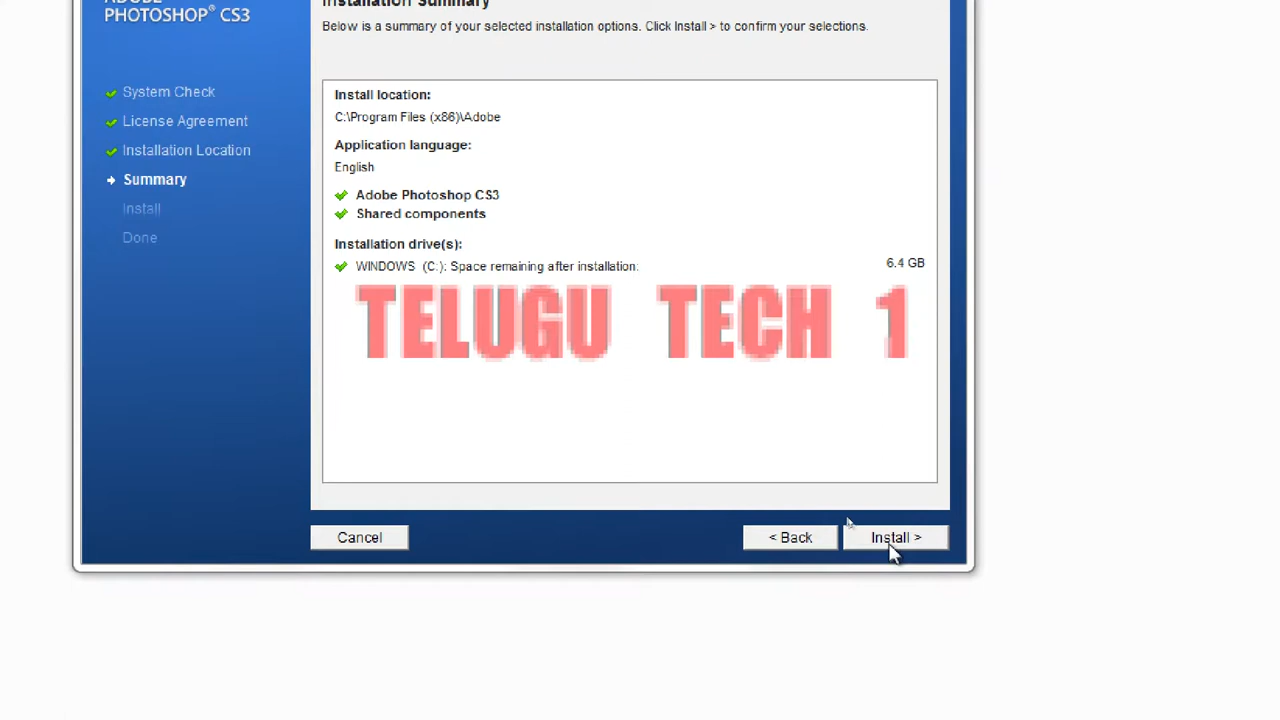 ADOBE
PHOTOSHOP® CS3
Installation Summary
Below is a summary of your selected installation options. Click Install > to confirm your selections.
System Check
License Agreement
Installation Location
Summary
Install
Done
Install location:
C:\Program Files (x86)\Adobe
Application language:
English
Adobe Photoshop CS3
Shared components
Installation drive(s):
WINDOWS (C:): Space remaining after installation: 6.4 GB
TELUGU TECH 1
Cancel
< Back
Install >